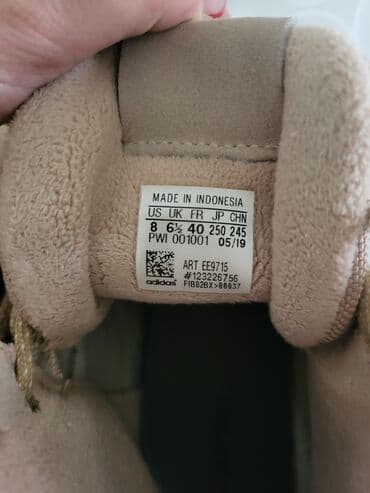 MADE IN INDONESIA
US UK FR JP CHN
8 6½ 40 250 245
PWI 001001 05/19
ART EE9715
#123226756
adidas F1B82BX>00037